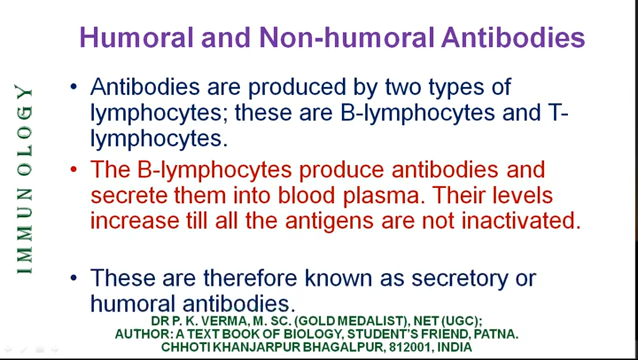 Humoral and Non-humoral Antibodies
IMMUNOLOGY
• Antibodies are produced by two types of
lymphocytes; these are B-lymphocytes and T-
lymphocytes.
• The B-lymphocytes produce antibodies and
secrete them into blood plasma. Their levels
increase till all the antigens are not inactivated.
• These are therefore known as secretory or
humoral antibodies.
DR P. K. VERMA, M. SC. (GOLD MEDALIST), NET (UGC);
AUTHOR: A TEXT BOOK OF BIOLOGY, STUDENT'S FRIEND, PATNA.
CHHOTI KHANJARPUR BHAGALPUR, 812001, INDIA